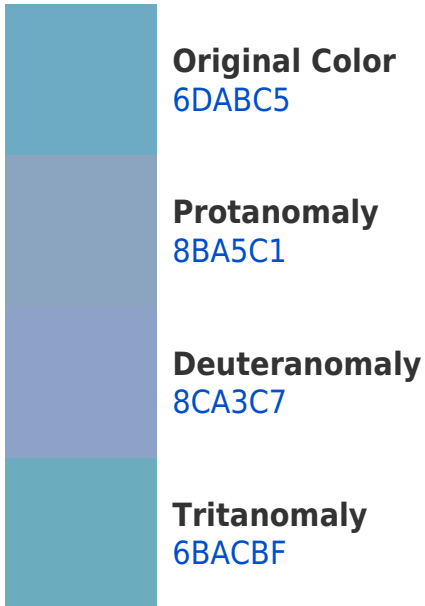 Original Color
6DABC5
Protanomaly
8BA5C1
Deuteranomaly
8CA3C7
Tritanomaly
6BACBF